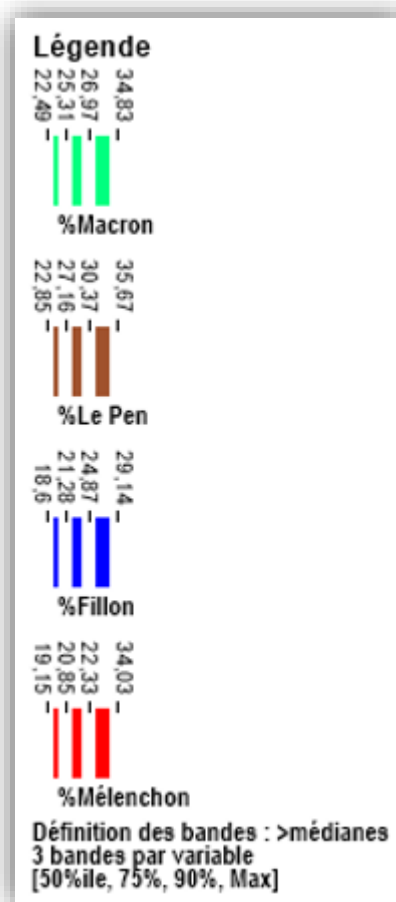 Légende
22,49
25,31
26,97
34,83
%Macron
22,85
27,16
30,37
35,67
%Le Pen
18,6
21,28
24,87
29,14
%Fillon
19,15
20,85
22,33
34,03
%Mélenchon
Définition des bandes : >médianes
3 bandes par variable
[50%ile, 75%, 90%, Max]